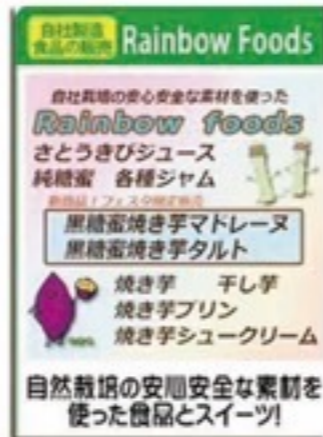 自社製造
食品の販売
Rainbow Foods
自社栽培の安心安全な素材を使った
Rainbow foods
さとうきびジュース
純糖蜜 各種ジャム
新商品!フェスタ限定販売
黒糖蜜焼き芋マドレーヌ
黒糖蜜焼き芋タルト
焼き芋 干し芋
焼き芋プリン
焼き芋シュークリーム
自然栽培の安心安全な素材を
使った食品とスイーツ!